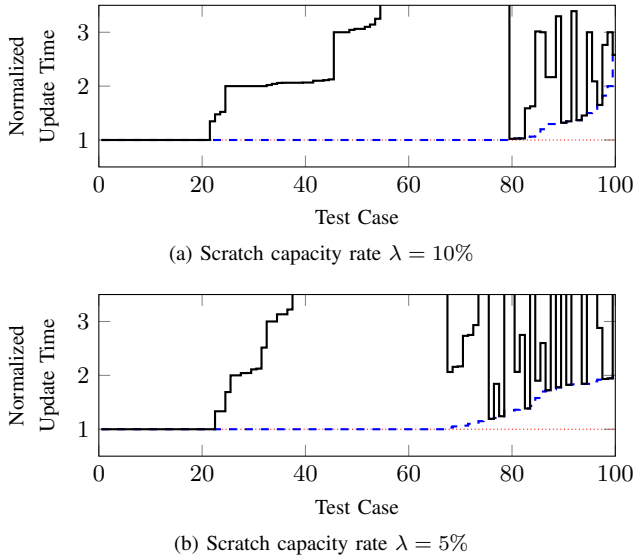 Normalized
Update Time
3
2
1
0
20
40
60
80
100
Test Case
(a) Scratch capacity rate λ = 10%
Normalized
Update Time
3
2
1
0
20
40
60
80
100
Test Case
(b) Scratch capacity rate λ = 5%